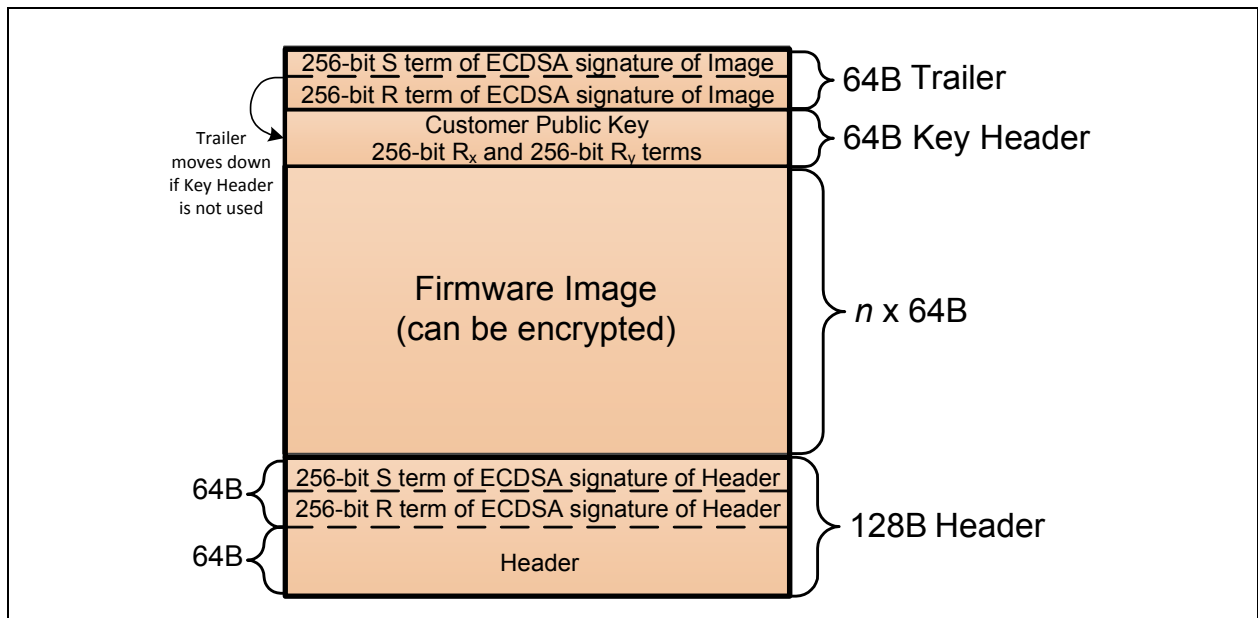 256-bit S term of ECDSA signature of Image
256-bit R term of ECDSA signature of Image
64B Trailer
Customer Public Key
256-bit Rx and 256-bit Ry terms
64B Key Header
Trailer
moves down
if Key Header
is not used
Firmware Image
(can be encrypted)
n x 64B
256-bit S term of ECDSA signature of Header
256-bit R term of ECDSA signature of Header
64B
128B Header
64B
Header